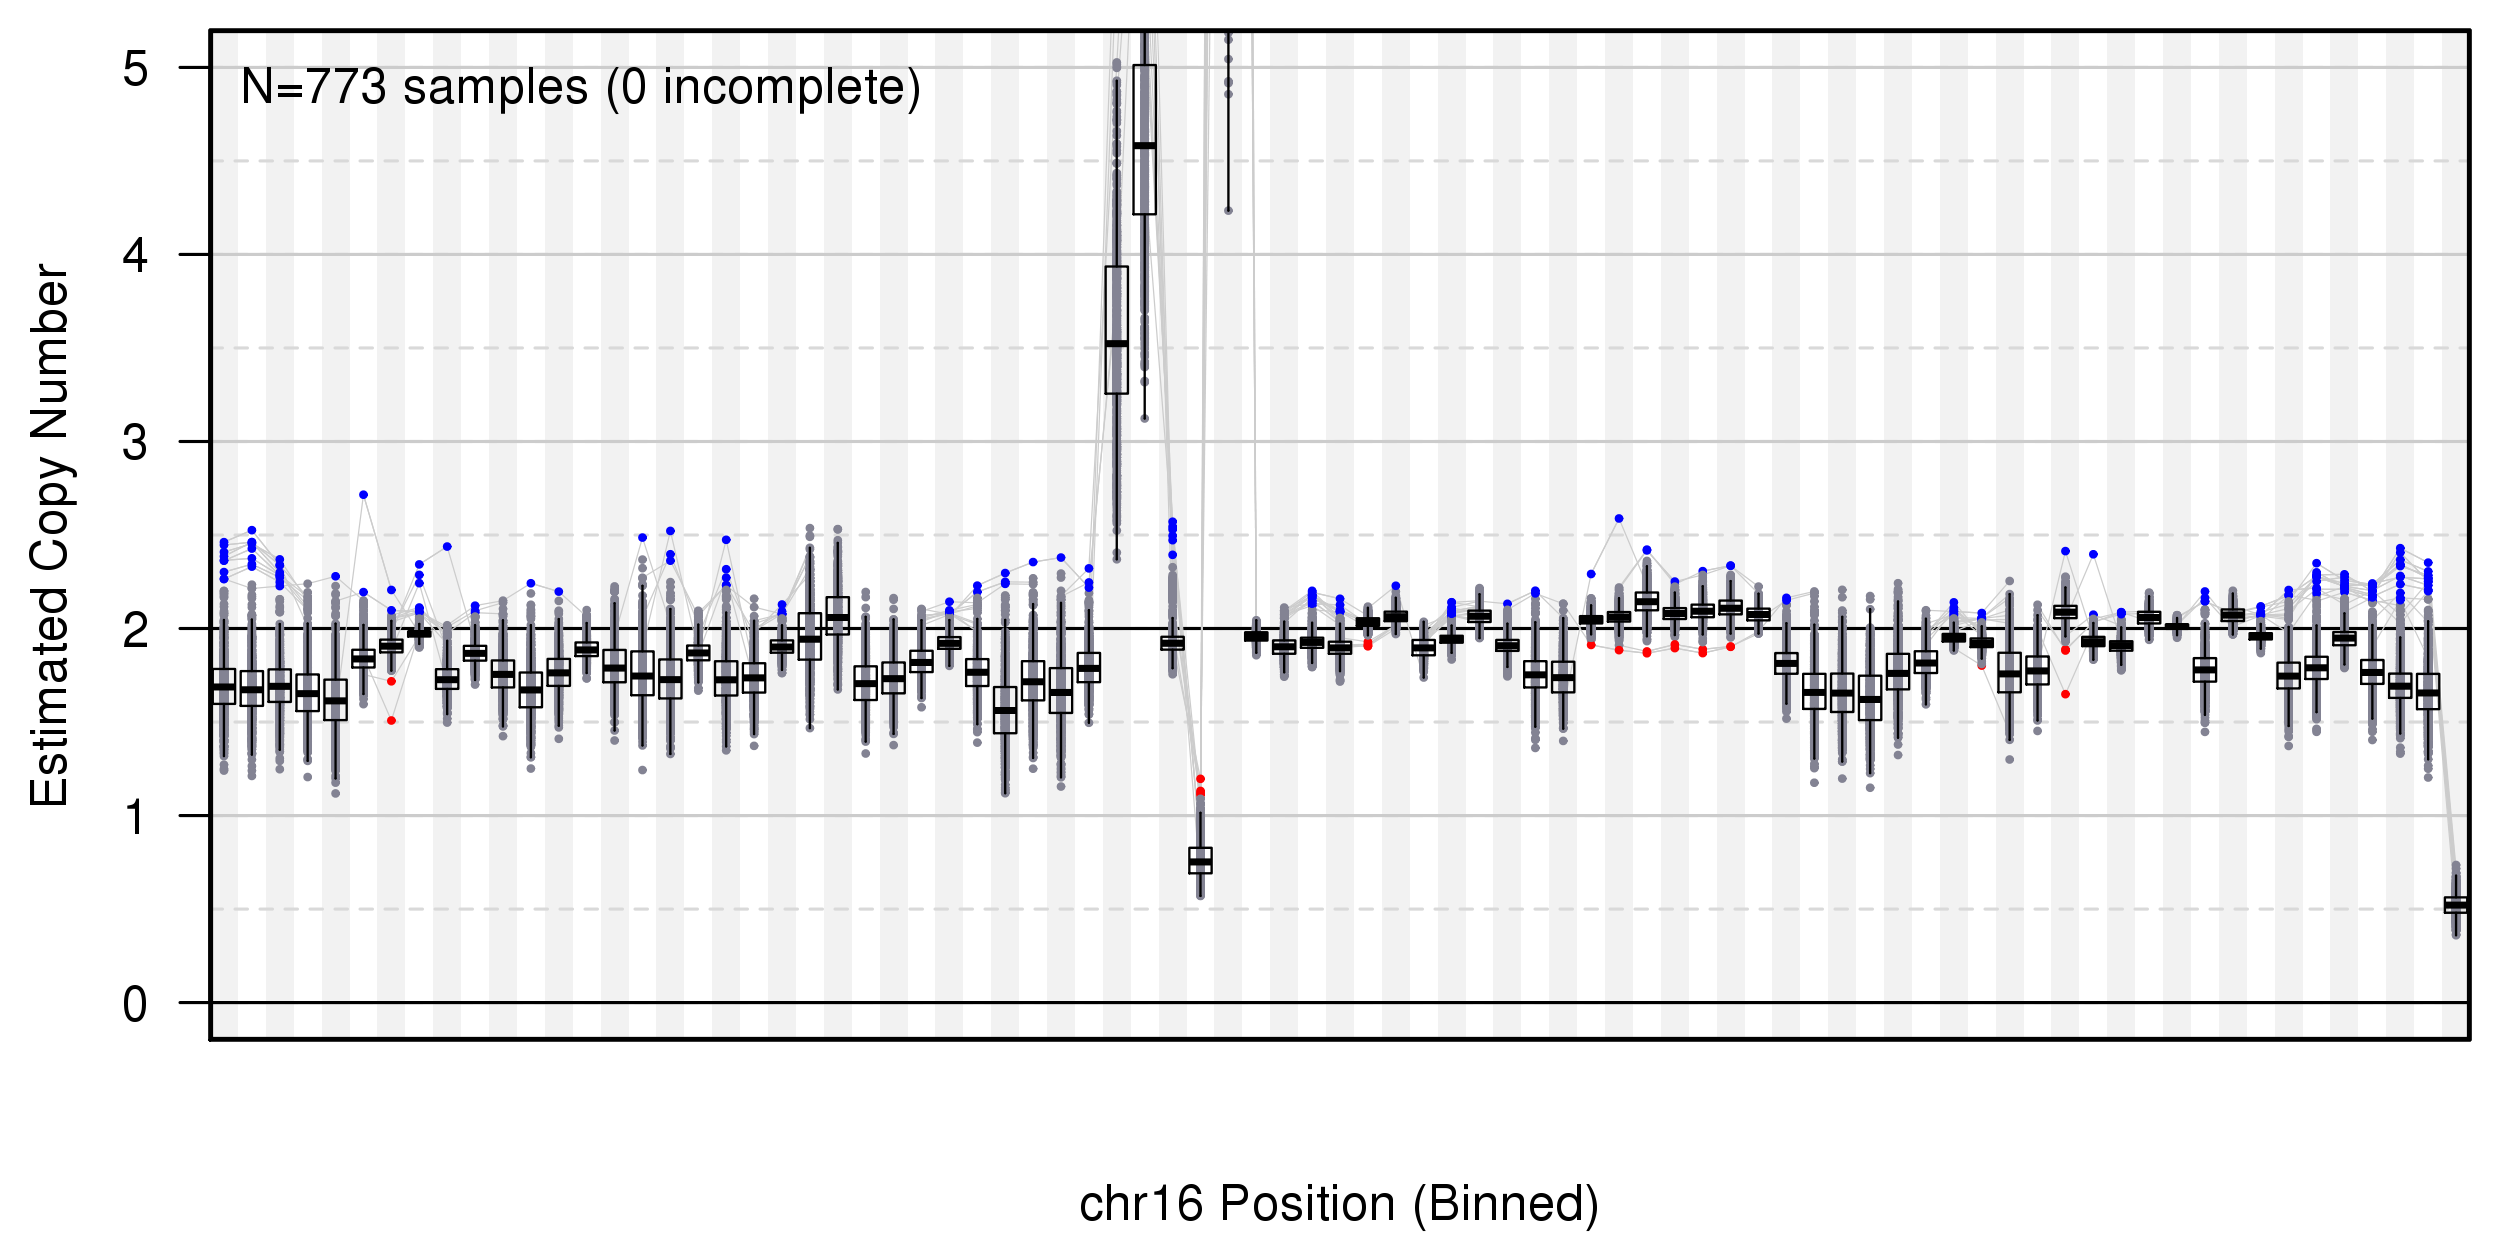 N=773 samples (0 incomplete)
Estimated Copy Number
5
4
3
2
1
0
chr16 Position (Binned)